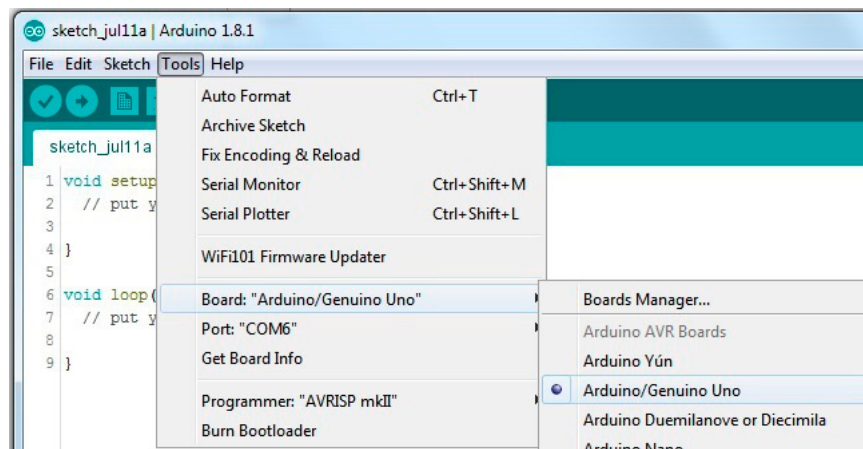 sketch_jul11a | Arduino 1.8.1
File Edit Sketch Tools Help
sketch_jul11a
1 void setup
2 // put y
3
4 }
5
6 void loop(
7 // put y
8
9 }
Auto Format Ctrl+T
Archive Sketch
Fix Encoding & Reload
Serial Monitor Ctrl+Shift+M
Serial Plotter Ctrl+Shift+L
WiFi101 Firmware Updater
Board: "Arduino/Genuino Uno"
Port: "COM6"
Get Board Info
Programmer: "AVRISP mkII"
Burn Bootloader
Boards Manager...
Arduino AVR Boards
Arduino Yún
Arduino/Genuino Uno
Arduino Duemilanove or Diecimila
Arduino Nano